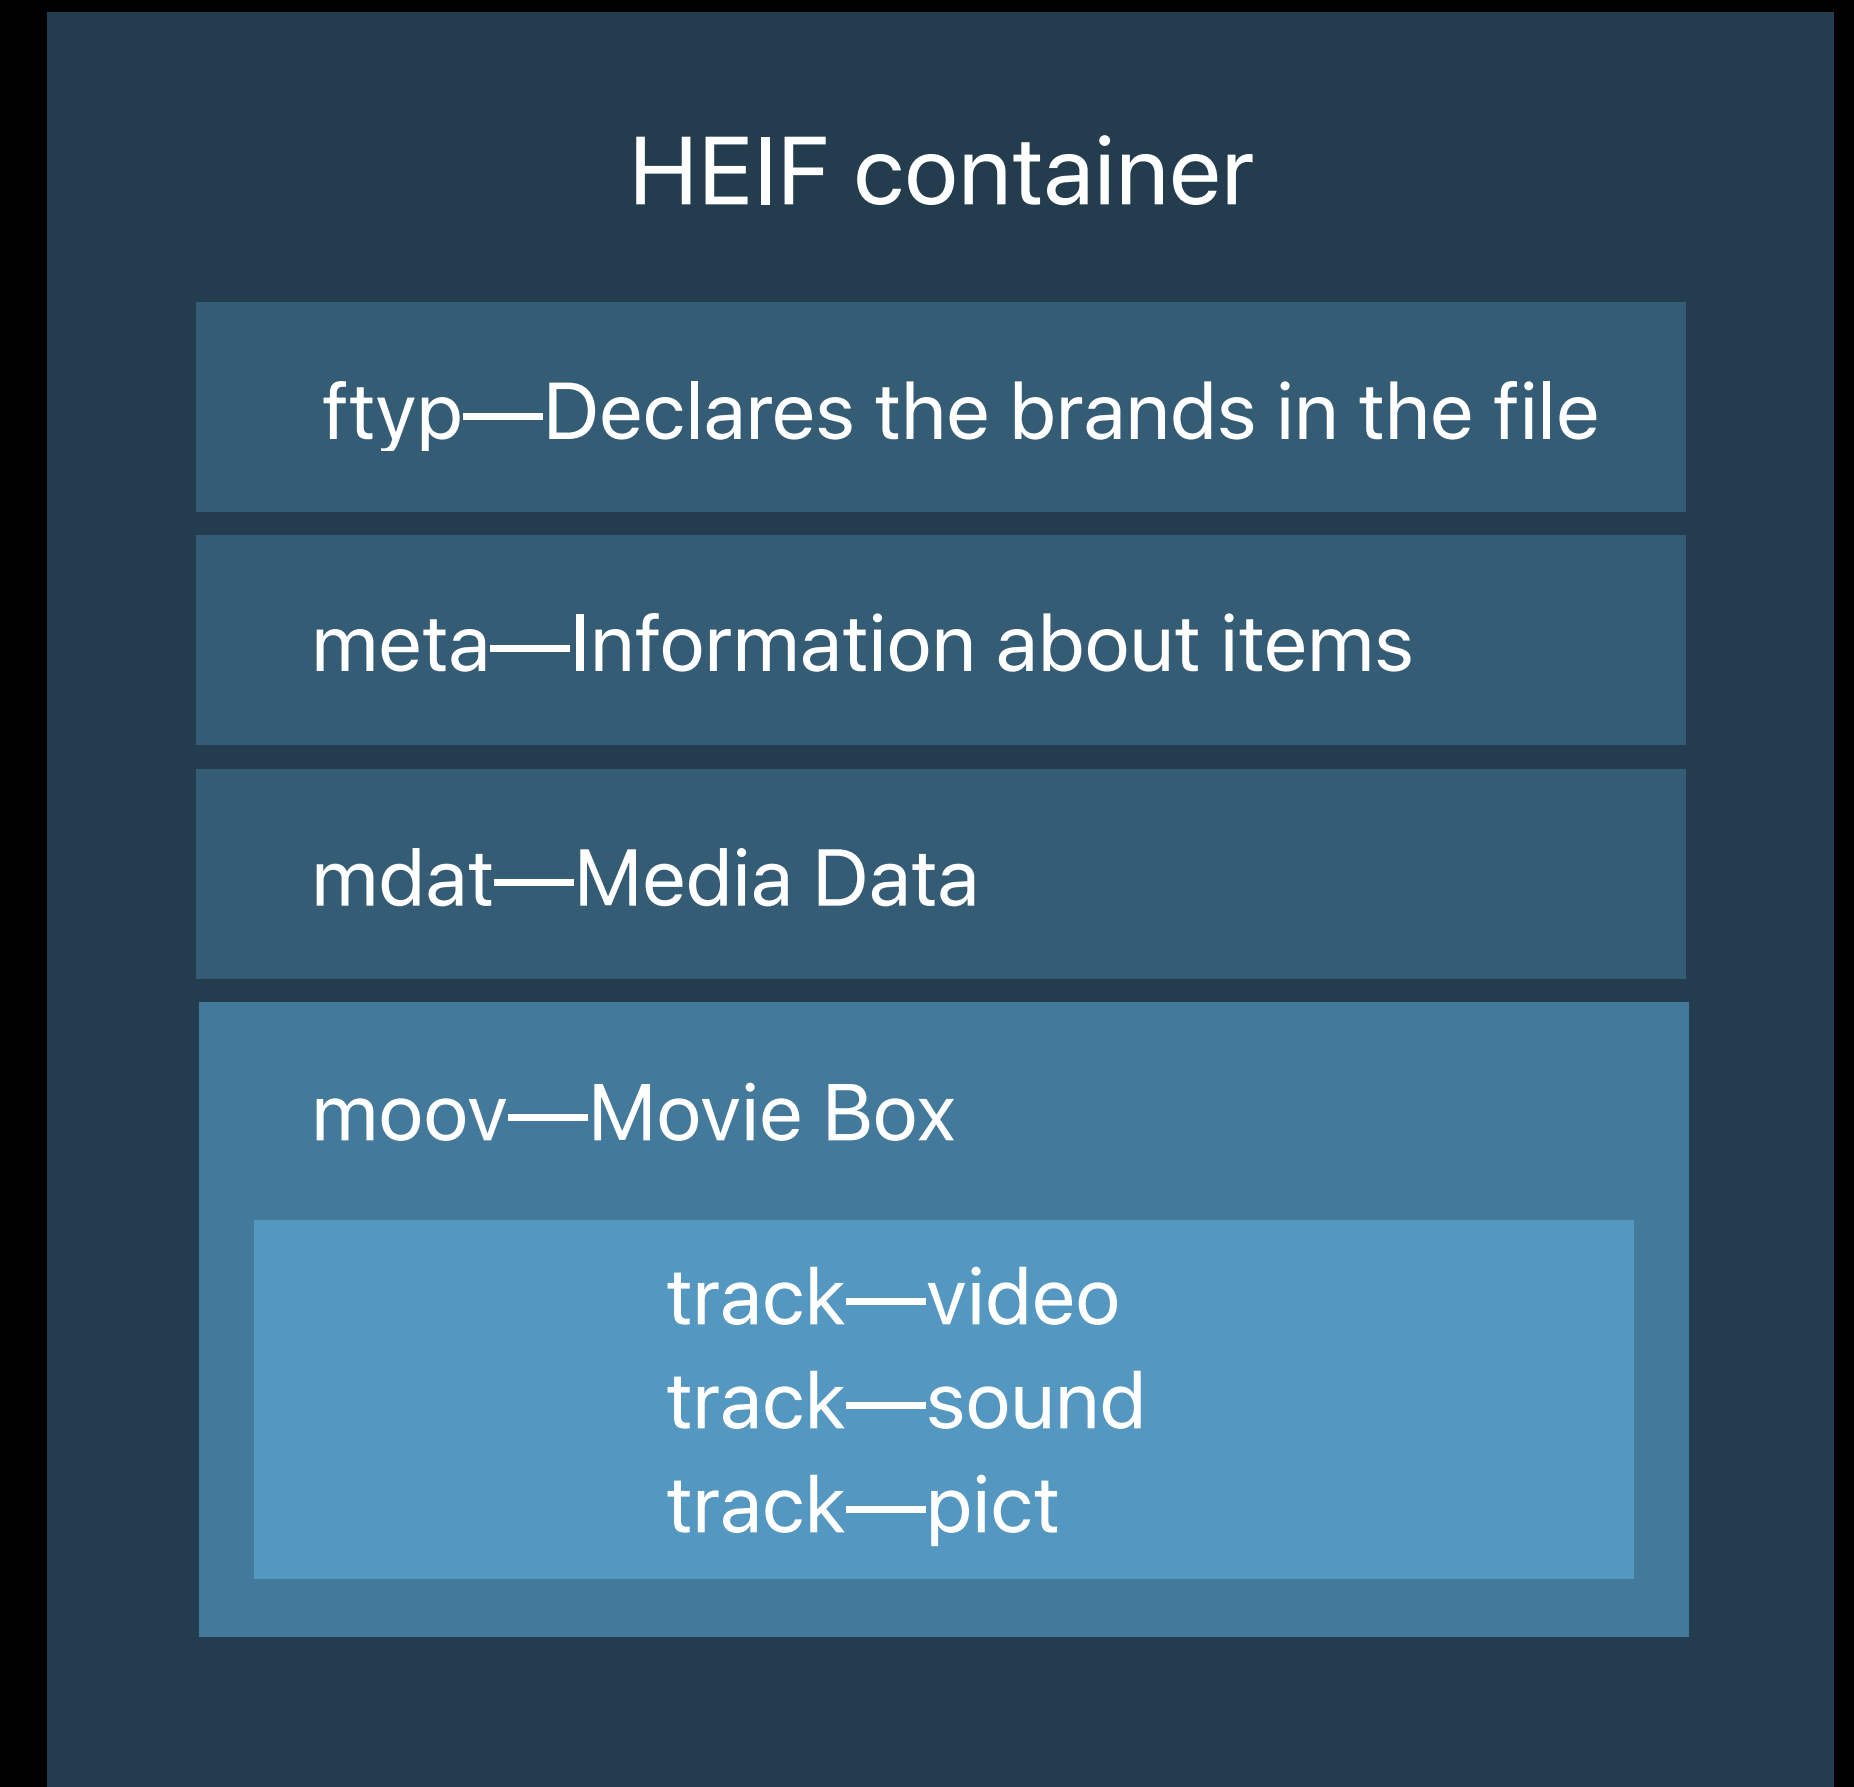 HEIF container
ftyp—Declares the brands in the file
meta—Information about items
mdat—Media Data
moov—Movie Box
track—video
track—sound
track—pict